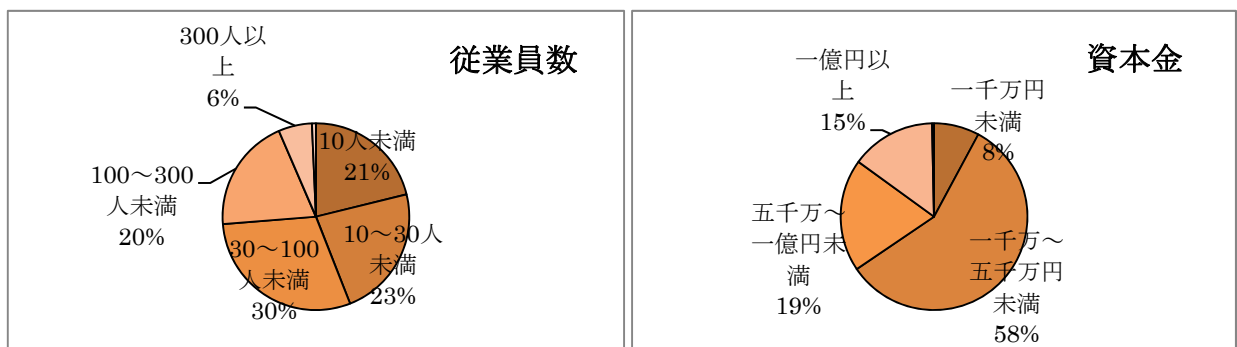 従業員数
300人以
上
6%
10人未満
21%
100～300
人未満
20%
10～30人
未満
23%
30～100
人未満
30%
資本金
一億円以
上
15%
一千万円
未満
8%
五千万～
一億円未
満
19%
一千万～
五千万円
未満
58%